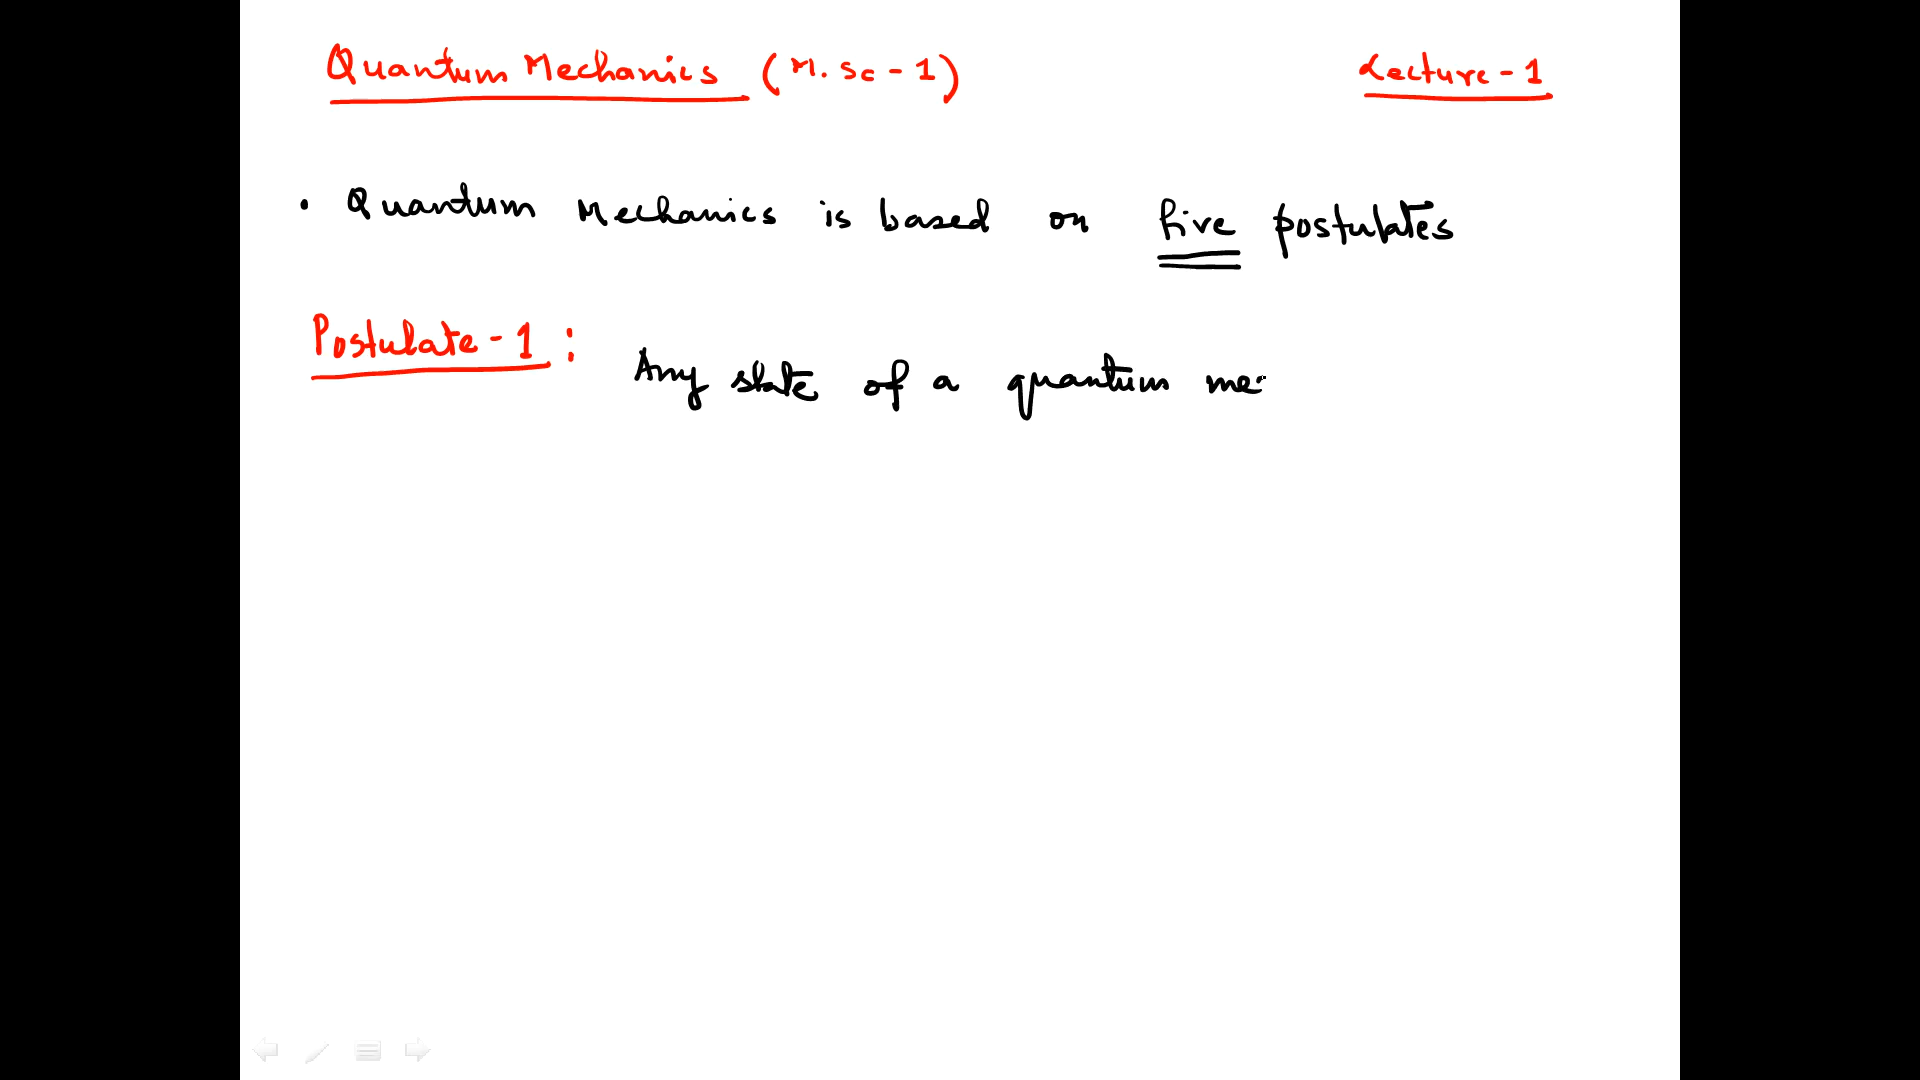 Quantum Mechanics (M.Sc-1) Lecture-1
• Quantum Mechanics is based on five postulates
Postulate-1: Any state of a quantum me